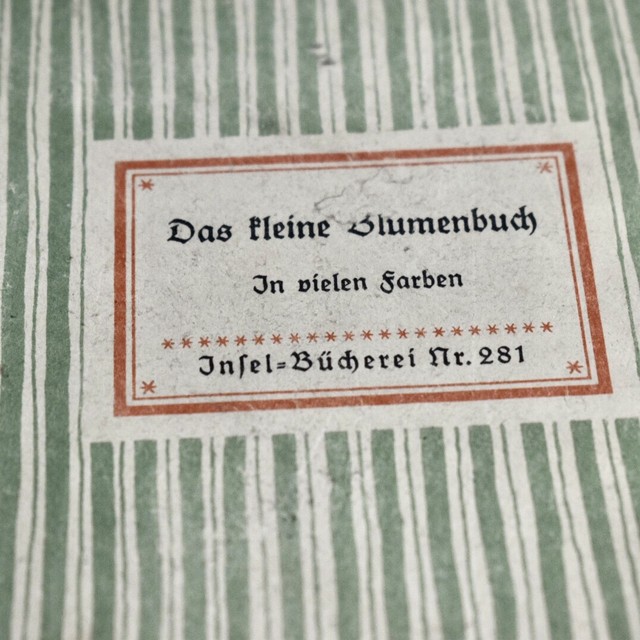 Das kleine Blumenbuch
In vielen Farben
Inſel=Bücherei Nr. 281